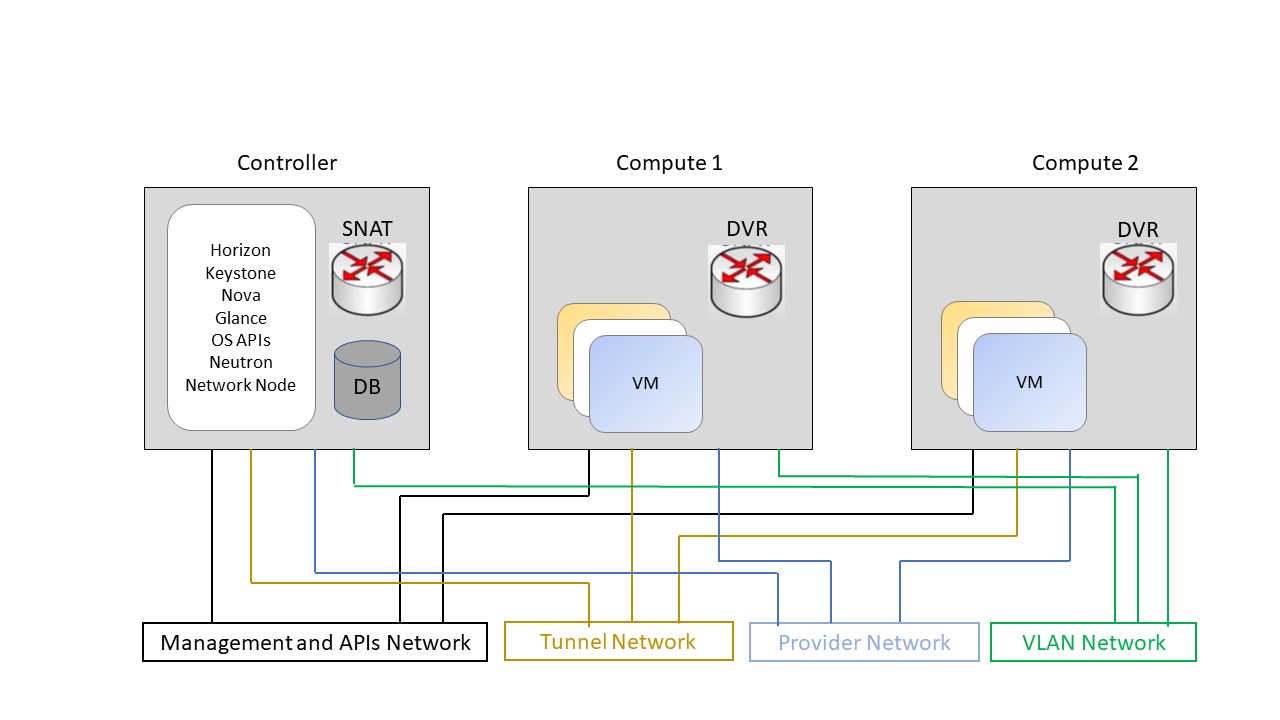 Controller
Compute 1
Compute 2
SNAT
DVR
DVR
Horizon
Keystone
Nova
Glance
OS APIs
Neutron
Network Node
DB
VM
VM
Management and APIs Network
Tunnel Network
Provider Network
VLAN Network